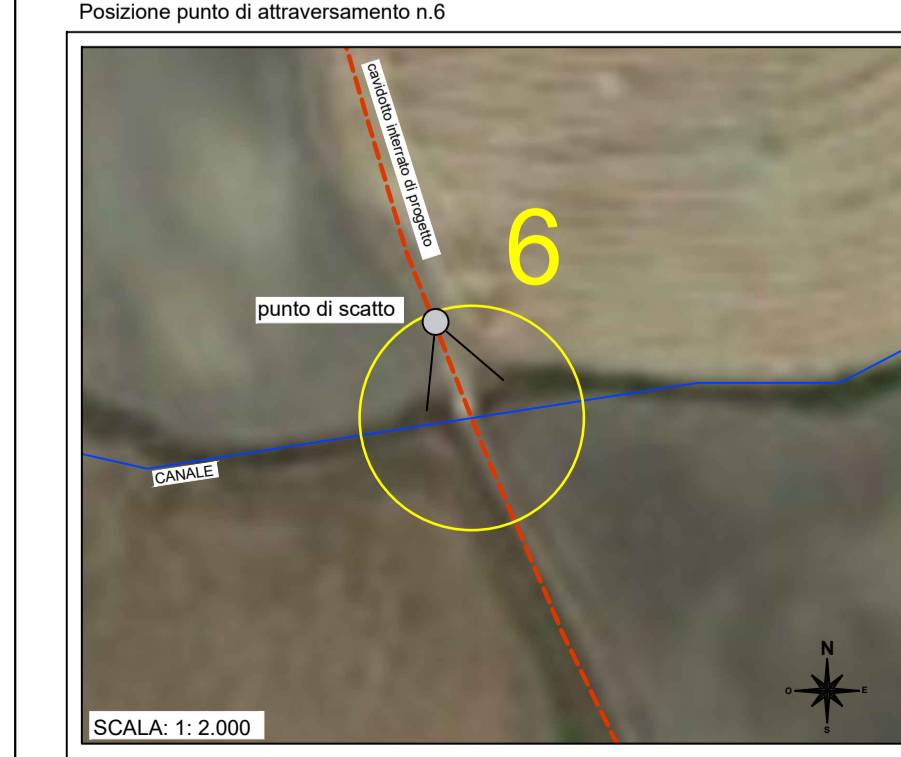 Posizione punto di attraversamento n.6
cavidotto interrato di progetto
6
punto di scatto
CANALE
N
O
E
S
SCALA: 1: 2.000